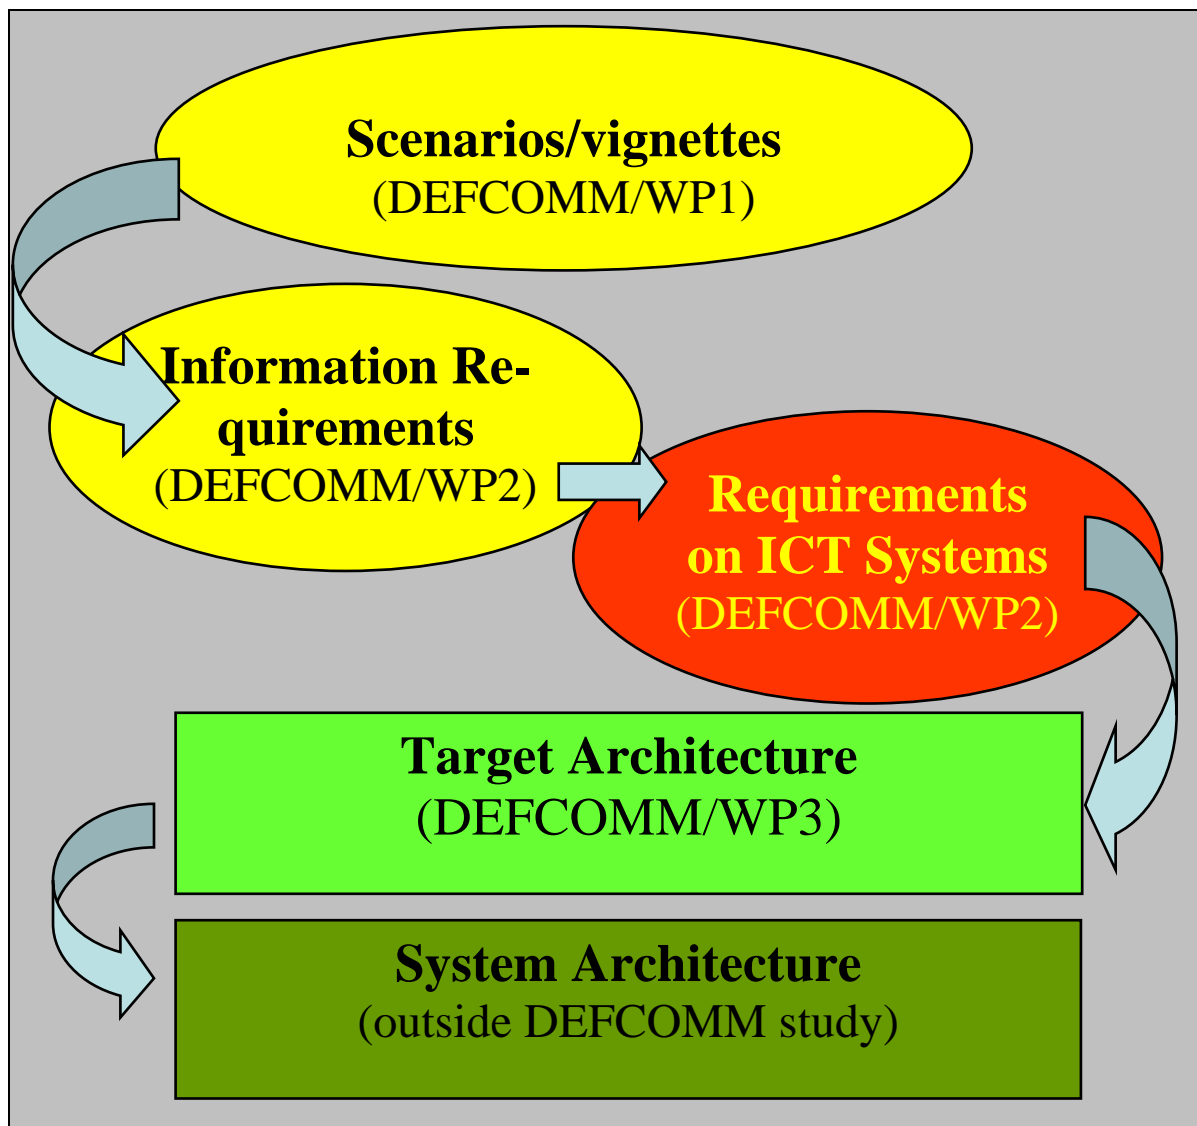 Scenarios/vignettes
(DEFCOMM/WP1)
Information Re-
quirements
(DEFCOMM/WP2)
Requirements
on ICT Systems
(DEFCOMM/WP2)
Target Architecture
(DEFCOMM/WP3)
System Architecture
(outside DEFCOMM study)